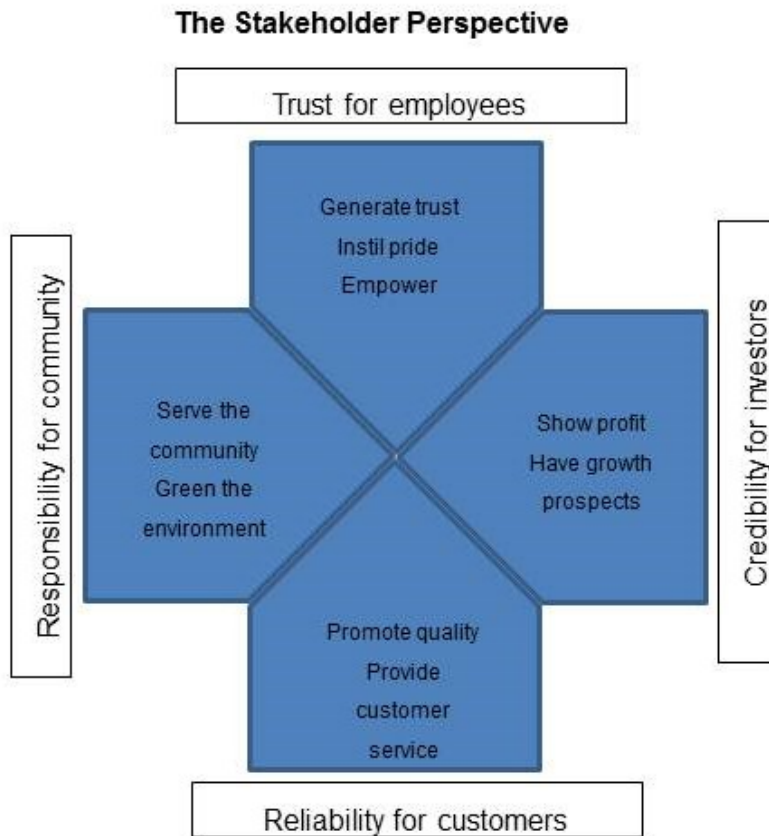 The Stakeholder Perspective
Trust for employees
Generate trust
Instil pride
Empower
Responsibility for community
Serve the
community
Green the
environment
Show profit
Have growth
prospects
Credibility for investors
Promote quality
Provide
customer
service
Reliability for customers